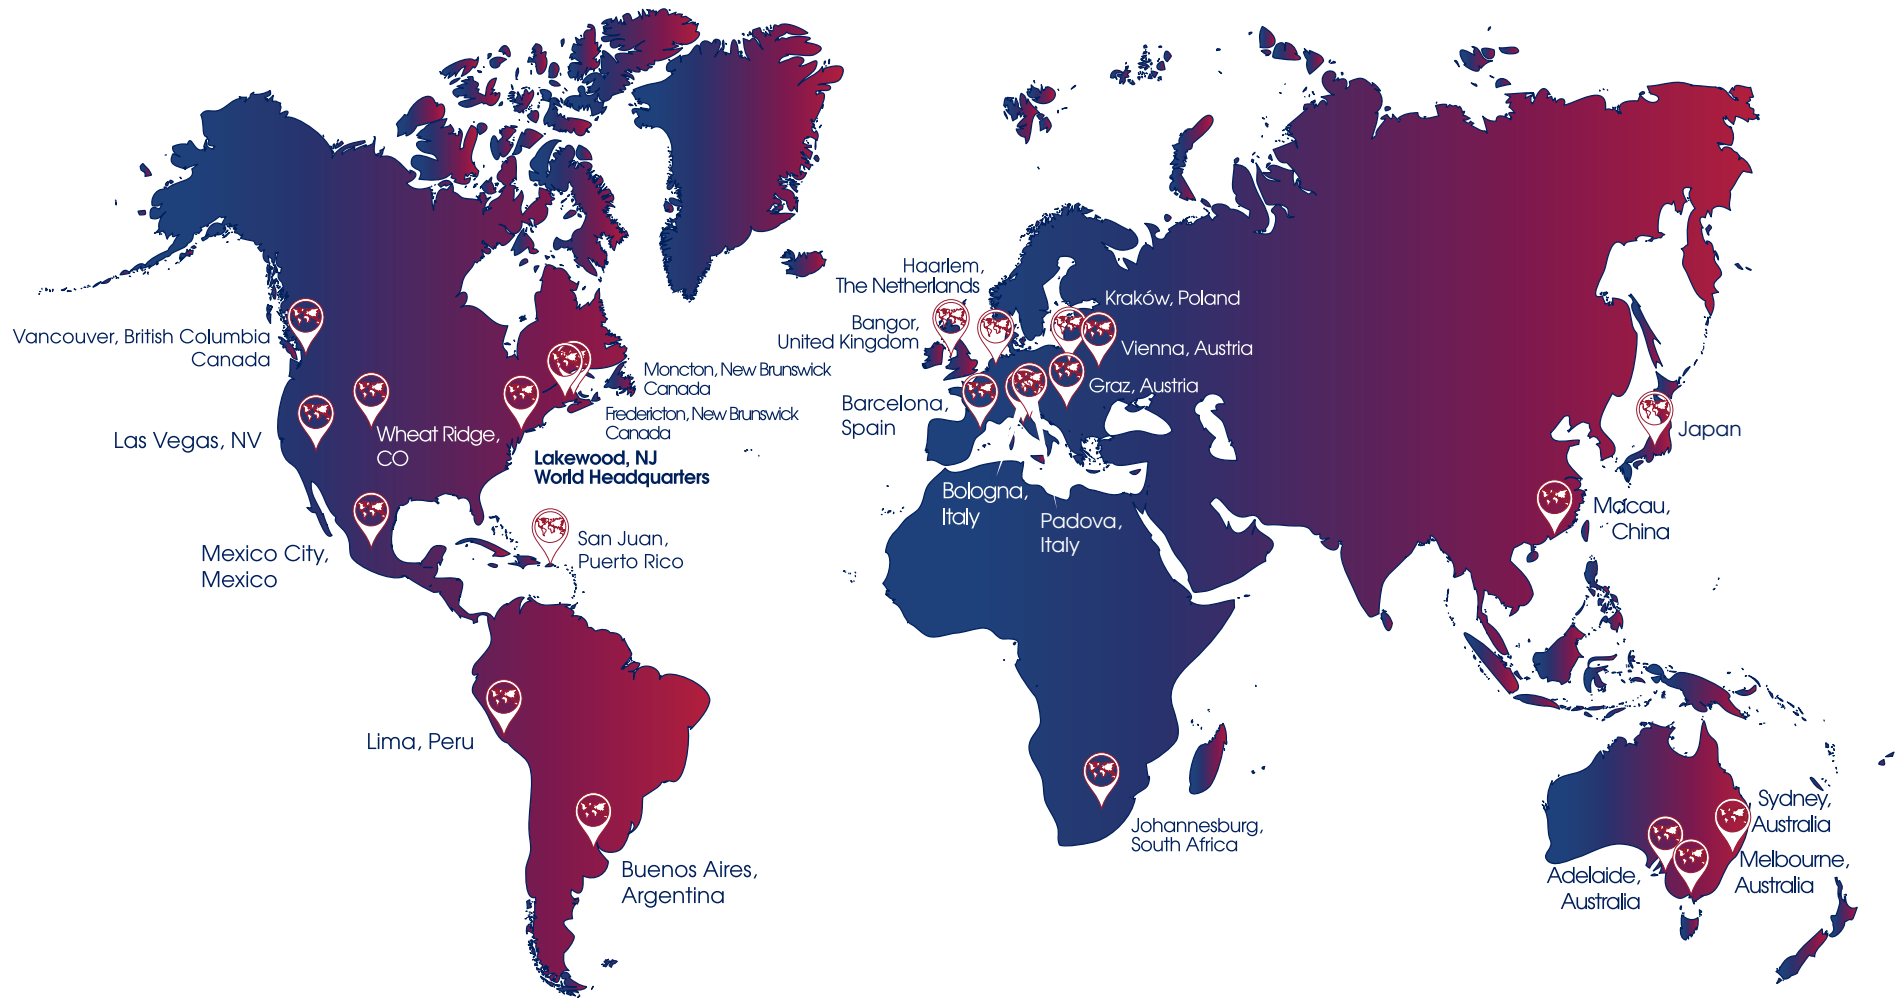 Haarlem,
The Netherlands
Kraków, Poland
Bangor,
United Kingdom
Vancouver, British Columbia
Canada
Vienna, Austria
Moncton, New Brunswick
Canada
Graz, Austria
Barcelona,
Spain
Fredericton, New Brunswick
Canada
Las Vegas, NV
Wheat Ridge,
CO
Japan
Lakewood, NJ
World Headquarters
Bologna,
Italy
Macau,
China
Padova,
Italy
San Juan,
Puerto Rico
Mexico City,
Mexico
Lima, Peru
Sydney,
Australia
Johannesburg,
South Africa
Melbourne,
Australia
Buenos Aires,
Argentina
Adelaide,
Australia